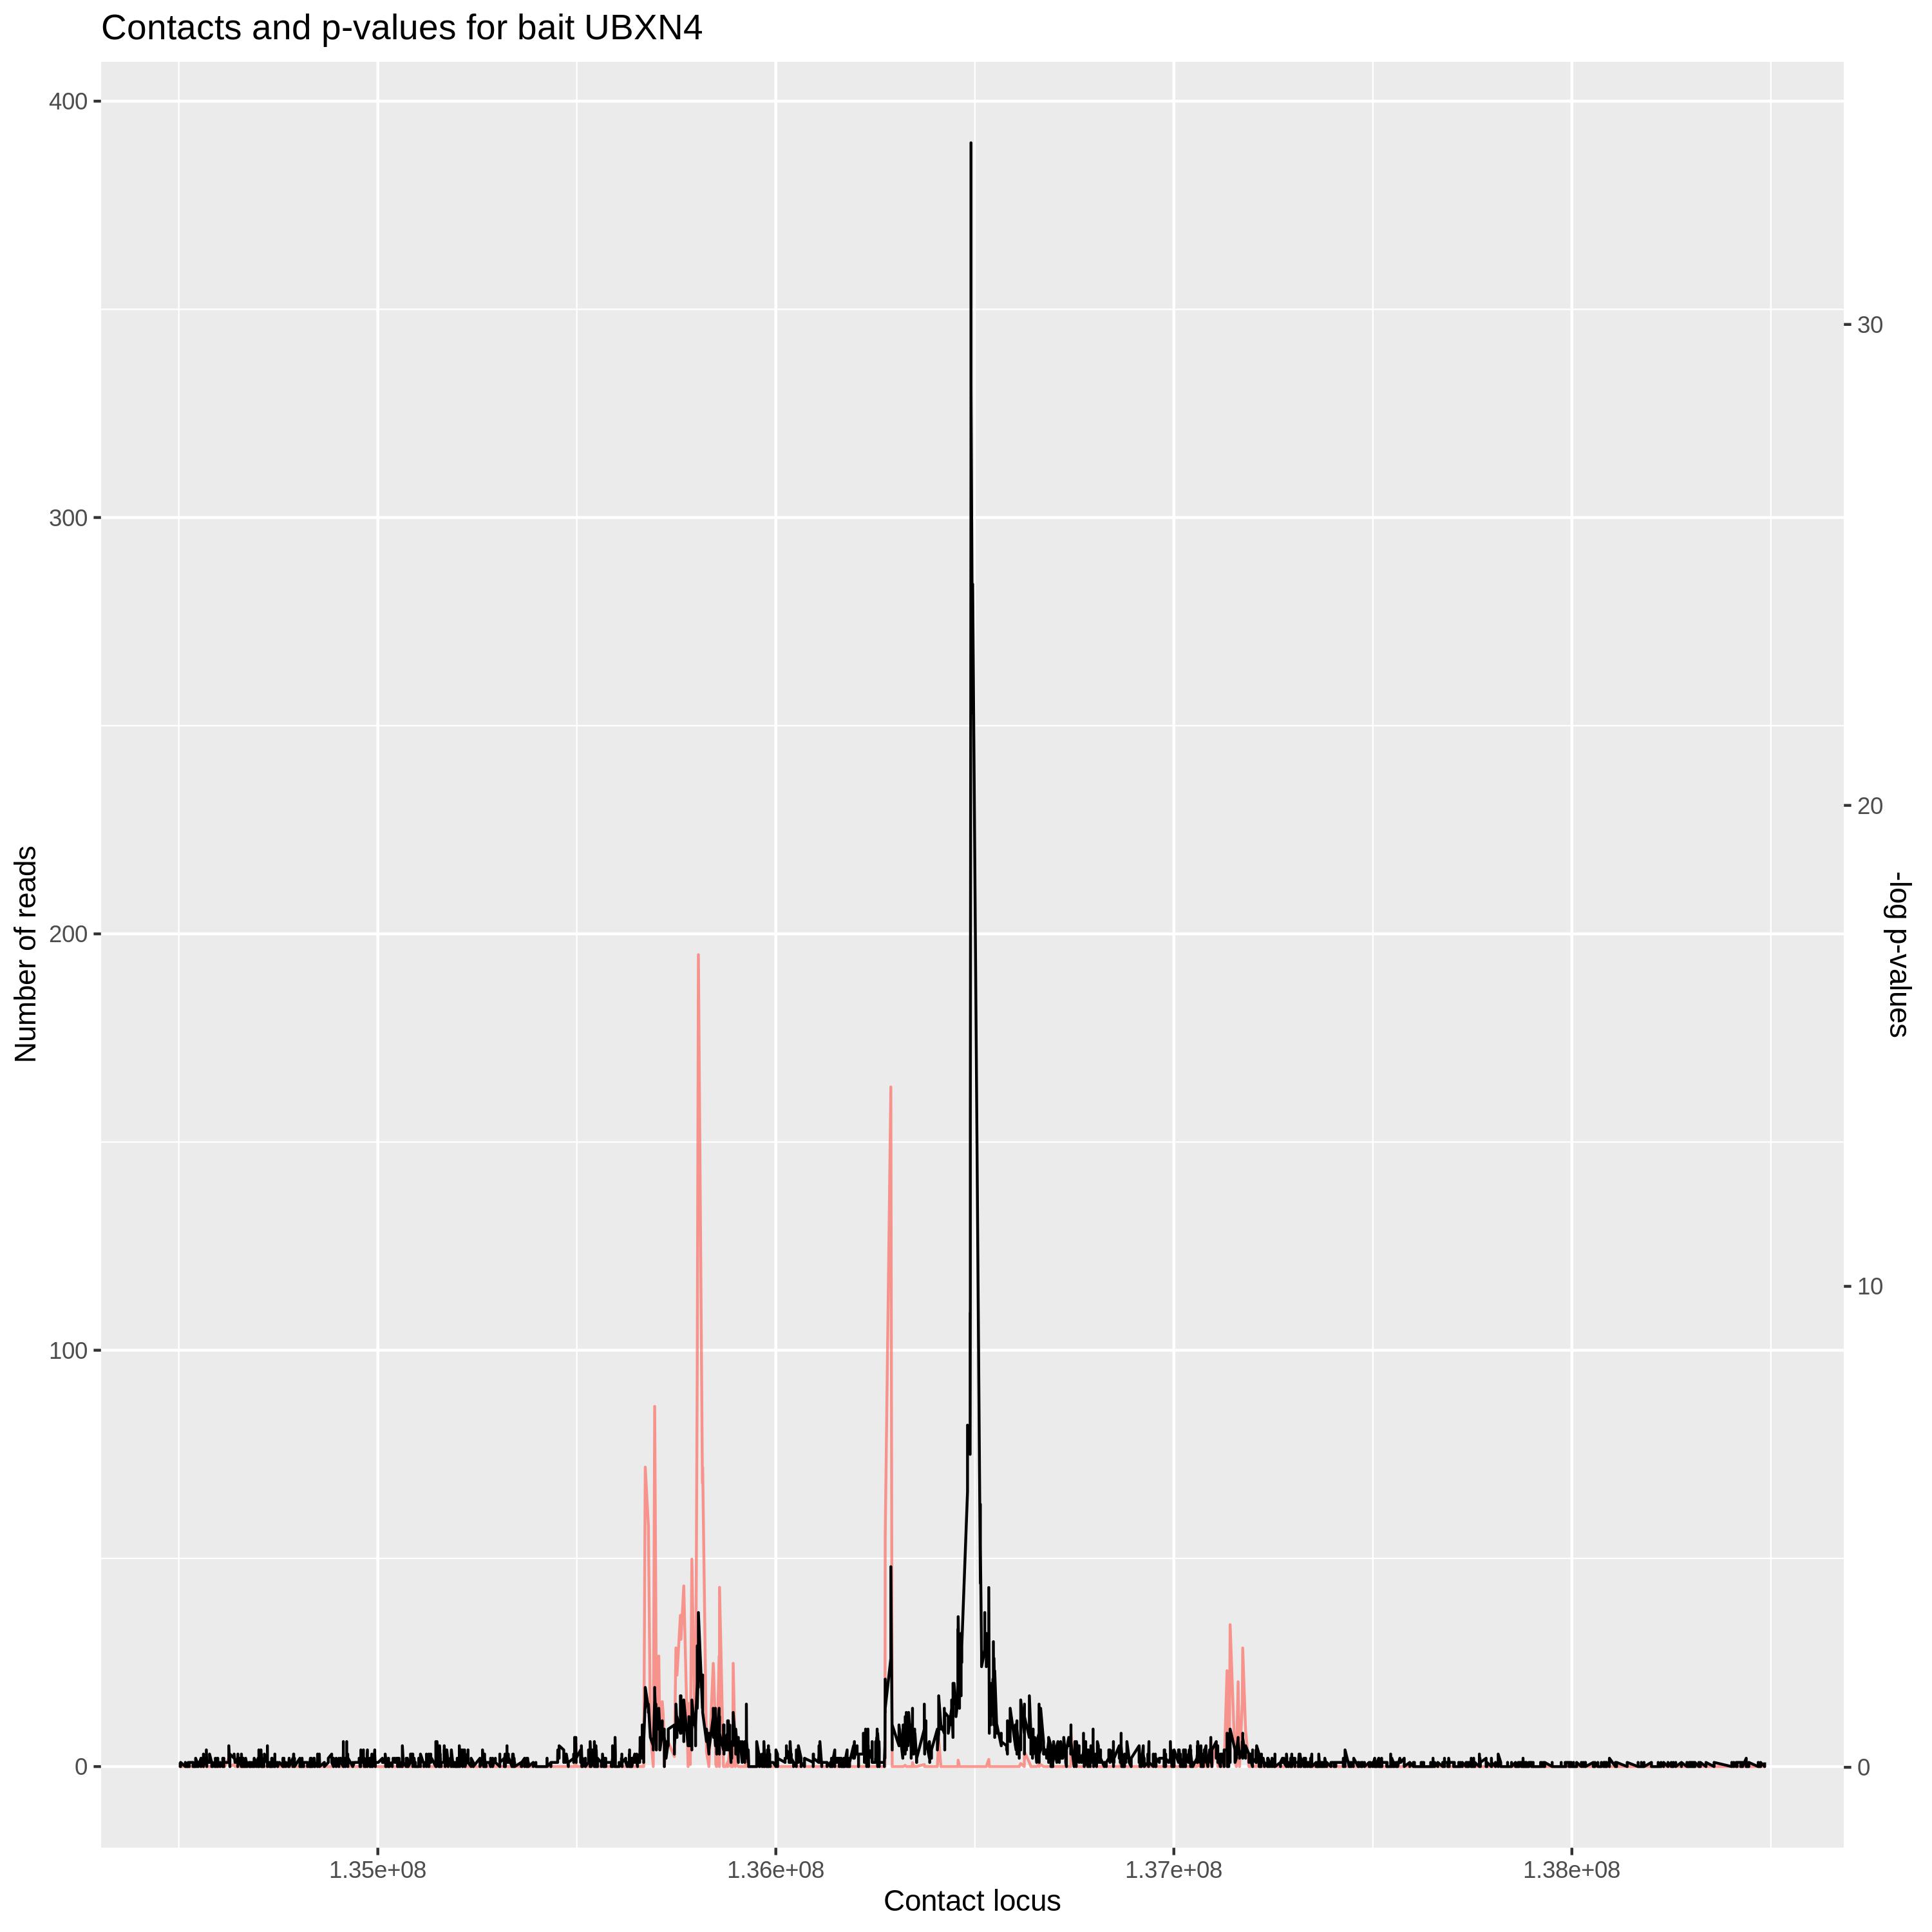 Contacts and p-values for bait UBXN4
400
300
200
100
0
Number of reads
30
20
10
0
-log p-values
1.35e+08 1.36e+08 1.37e+08 1.38e+08
Contact locus